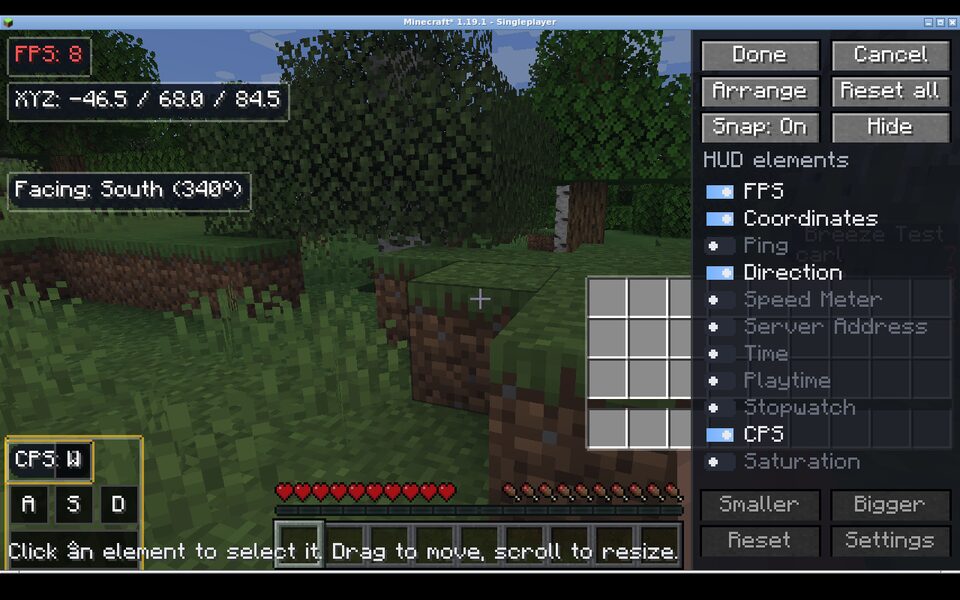 Minecraft* 1.19.1 - Singleplayer
FPS: 8
XYZ: -46.5 / 68.0 / 84.5
Facing: South (340°)
Done
Cancel
Arrange
Reset all
Snap: On
Hide
HUD elements
FPS
Coordinates
Ping
Breeze Test
carl
Direction
Speed Meter
Server Address
Time
Playtime
Stopwatch
CPS
Saturation
Smaller
Bigger
Reset
Settings
CPS: W
A S D
Click an element to select it. Drag to move, scroll to resize.